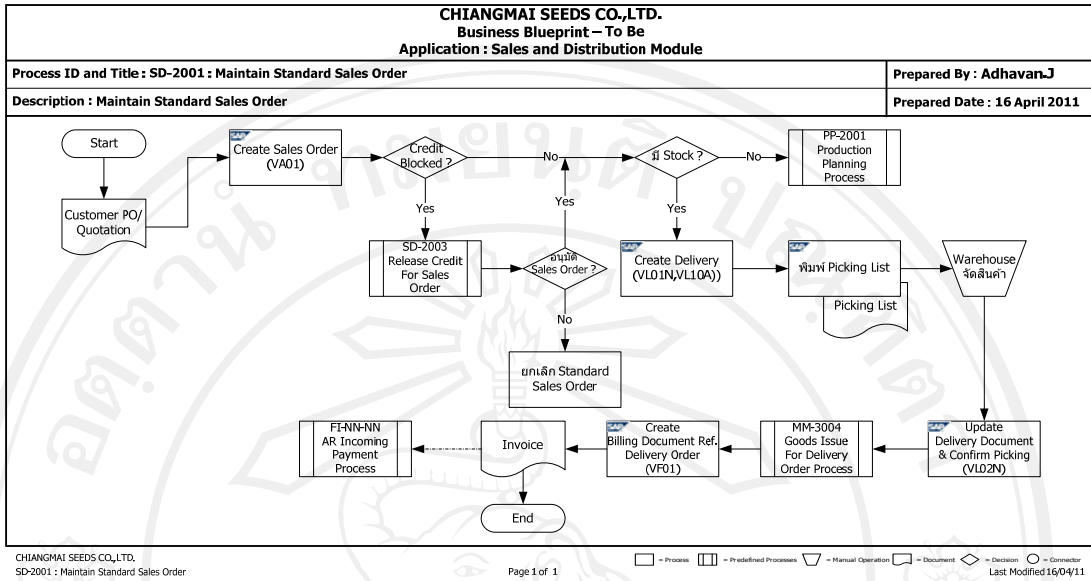 CHIANGMAI SEEDS CO.,LTD.
Business Blueprint – To Be
Application : Sales and Distribution Module
Process ID and Title : SD-2001 : Maintain Standard Sales Order
Prepared By : Adhavan.J
Description : Maintain Standard Sales Order
Prepared Date : 16 April 2011
Start
Customer PO/
Quotation
SAP
Create Sales Order
(VA01)
Credit
Blocked ?
No
Yes
SD-2003
Release Credit
For Sales
Order
อนุมัติ
Sales Order ?
Yes
No
ยกเลิก Standard
Sales Order
มี Stock ?
No
Yes
PP-2001
Production
Planning
Process
SAP
Create Delivery
(VL01N,VL10A))
SAP
พิมพ์ Picking List
Picking List
Warehouse
จัดสินค้า
SAP
Update
Delivery Document
& Confirm Picking
(VL02N)
MM-3004
Goods Issue
For Delivery
Order Process
SAP
Create
Billing Document Ref.
Delivery Order
(VF01)
Invoice
FI-NN-NN
AR Incoming
Payment
Process
End
CHIANGMAI SEEDS CO.,LTD.
SD-2001 : Maintain Standard Sales Order
Page 1 of 1
= Process
= Predefined Processes
= Manual Operation
= Document
= Decision
= Connector
Last Modified 16/04/11